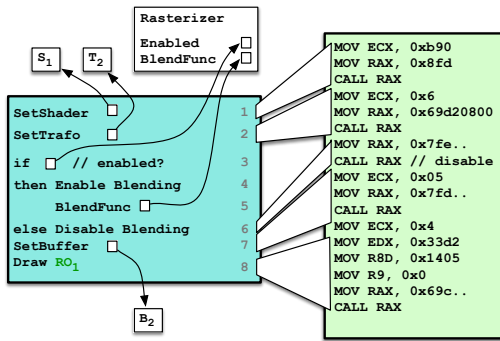 Rasterizer
Enabled
BlendFunc
S1
T2
SetShader 1
SetTrafo 2
if // enabled? 3
then Enable Blending 4
BlendFunc 5
else Disable Blending 6
SetBuffer 7
Draw RO1 8
B2
MOV ECX, 0xb90
MOV RAX, 0x8fd
CALL RAX
MOV ECX, 0x6
MOV RAX, 0x69d20800
CALL RAX
MOV RAX, 0x7fe..
CALL RAX // disable
MOV ECX, 0x05
MOV RAX, 0x7fd..
CALL RAX
MOV ECX, 0x4
MOV EDX, 0x33d2
MOV R8D, 0x1405
MOV R9, 0x0
MOV RAX, 0x69c..
CALL RAX